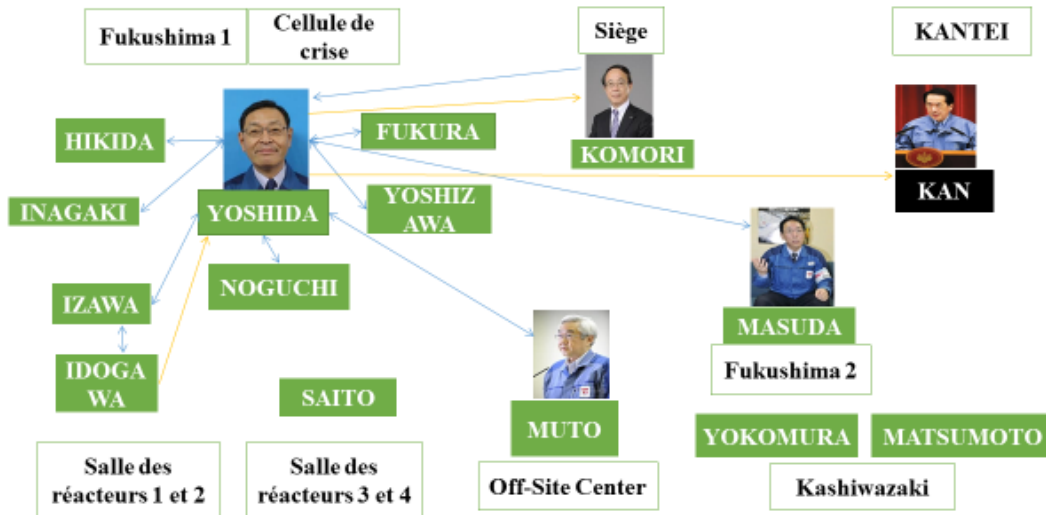 Fukushima 1
Cellule de
crise
Siège
KANTEI
HIKIDA
FUKURA
KOMORI
INAGAKI
YOSHIDA
YOSHIZ
AWA
KAN
NOGUCHI
IZAWA
MASUDA
IDOGA
WA
Fukushima 2
SAITO
MUTO
YOKOMURA
MATSUMOTO
Salle des
réacteurs 1 et 2
Salle des
réacteurs 3 et 4
Off-Site Center
Kashiwazaki